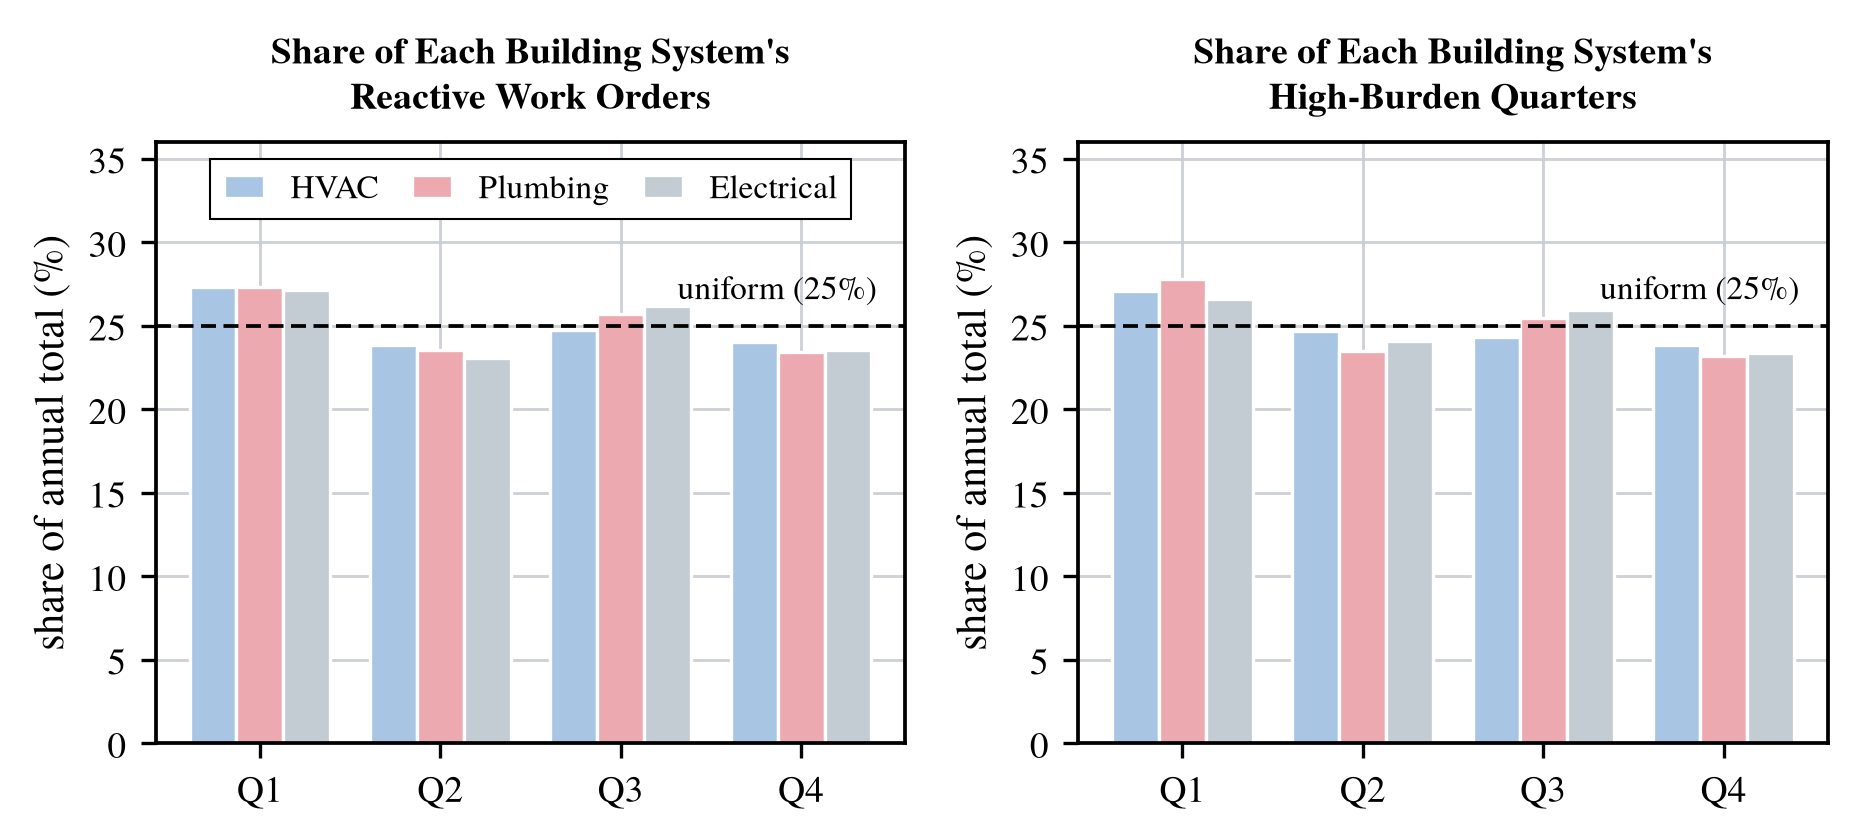 Share of Each Building System's
Reactive Work Orders
share of annual total (%)
35
30
25
20
15
10
5
0
HVAC Plumbing Electrical
uniform (25%)
Q1 Q2 Q3 Q4
Share of Each Building System's
High-Burden Quarters
share of annual total (%)
35
30
25
20
15
10
5
0
uniform (25%)
Q1 Q2 Q3 Q4